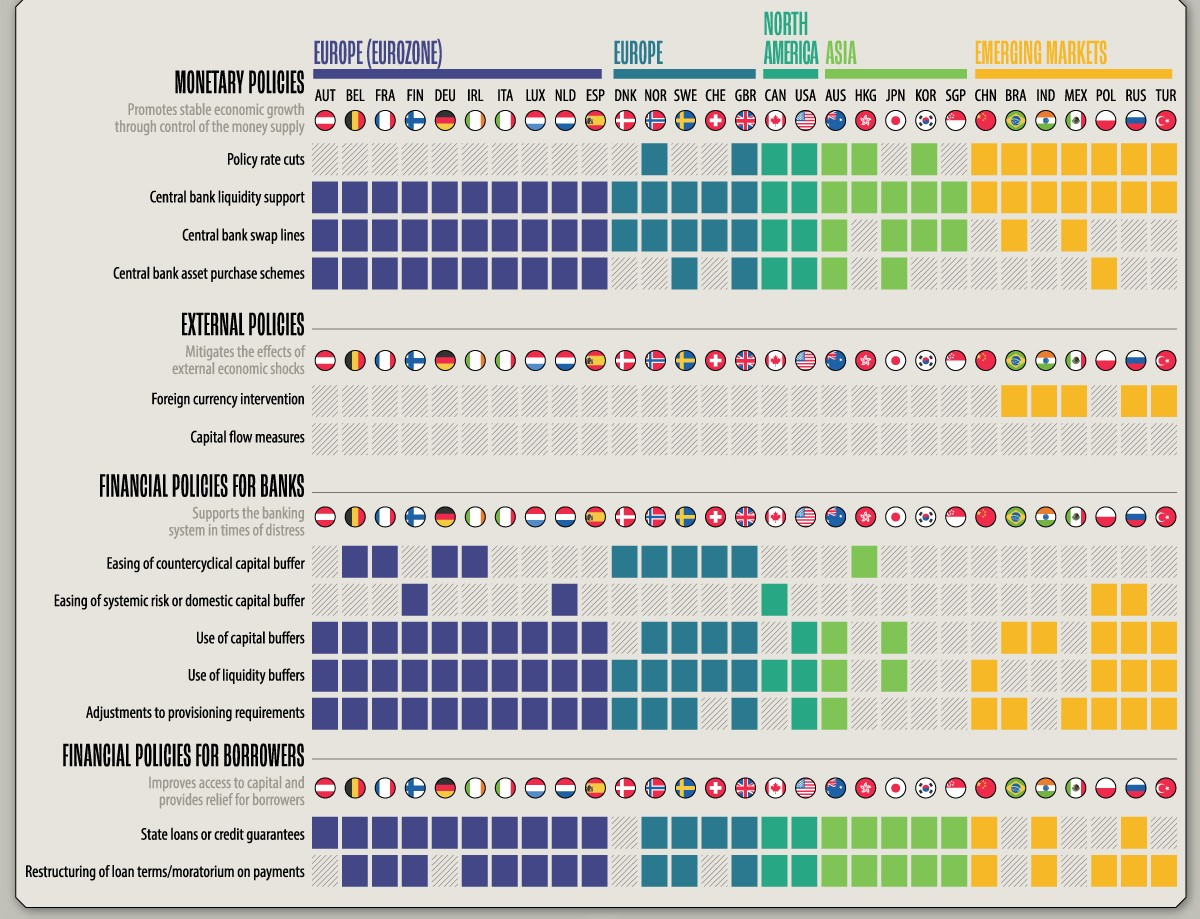 NORTH
EUROPE (EUROZONE) EUROPE AMERICA ASIA EMERGING MARKETS
MONETARY POLICIES
AUT BEL FRA FIN DEU IRL ITA LUX NLD ESP DNK NOR SWE CHE GBR CAN USA AUS HKG JPN KOR SGP CHN BRA IND MEX POL RUS TUR
Promotes stable economic growth
through control of the money supply
Policy rate cuts
Central bank liquidity support
Central bank swap lines
Central bank asset purchase schemes
EXTERNAL POLICIES
Mitigates the effects of
external economic shocks
Foreign currency intervention
Capital flow measures
FINANCIAL POLICIES FOR BANKS
Supports the banking
system in times of distress
Easing of countercyclical capital buffer
Easing of systemic risk or domestic capital buffer
Use of capital buffers
Use of liquidity buffers
Adjustments to provisioning requirements
FINANCIAL POLICIES FOR BORROWERS
Improves access to capital and
provides relief for borrowers
State loans or credit guarantees
Restructuring of loan terms/moratorium on payments